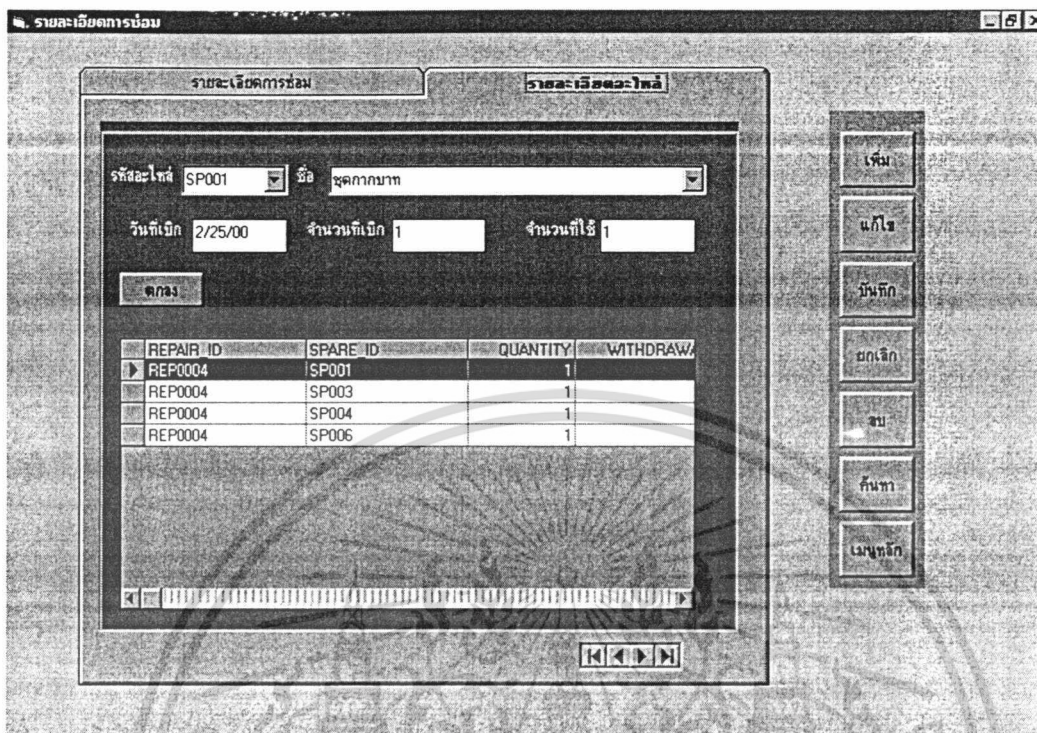 รายละเอียดการซ่อม
รายละเอียดการซ่อม
รายละเอียดอะไหล่
รหัสอะไหล่ SP001 ชื่อ ชุดกากบาท
วันที่เบิก 2/25/00 จำนวนที่เบิก 1 จำนวนที่ใช้ 1
ตกลง
REPAIR_ID SPARE_ID QUANTITY WITHDRAWA
REP0004 SP001 1
REP0004 SP003 1
REP0004 SP004 1
REP0004 SP006 1
เพิ่ม
แก้ไข
บันทึก
ยกเลิก
ลบ
ค้นหา
เมนูหลัก